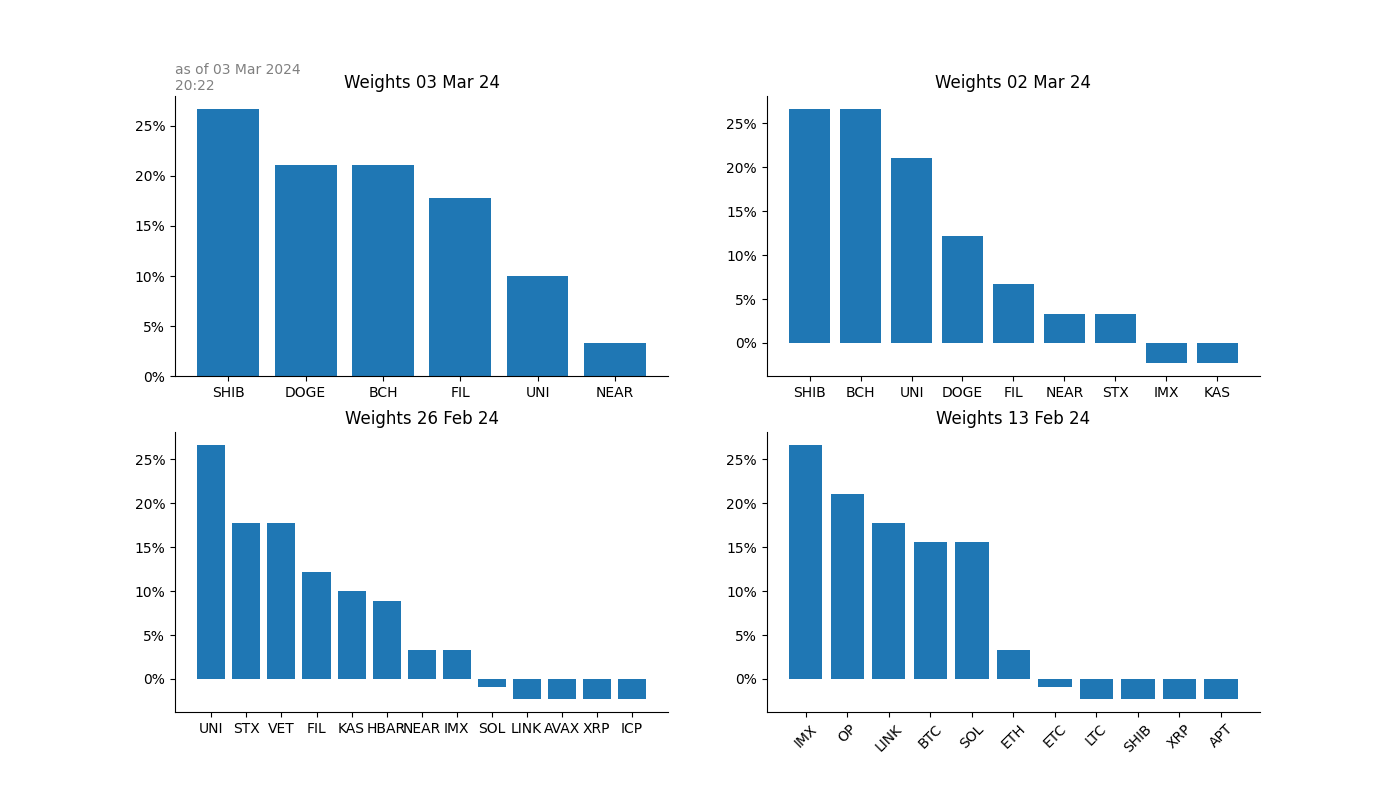 as of 03 Mar 2024
20:22
Weights 03 Mar 24
25%
20%
15%
10%
5%
0%
SHIB DOGE BCH FIL UNI NEAR
Weights 02 Mar 24
25%
20%
15%
10%
5%
0%
SHIB BCH UNI DOGE FIL NEAR STX IMX KAS
Weights 26 Feb 24
25%
20%
15%
10%
5%
0%
UNI STX VET FIL KAS HBAR NEAR IMX SOL LINK AVAX XRP ICP
Weights 13 Feb 24
25%
20%
15%
10%
5%
0%
IMX OP LINK BTC SOL ETH ETC LTC SHIB XRP APT